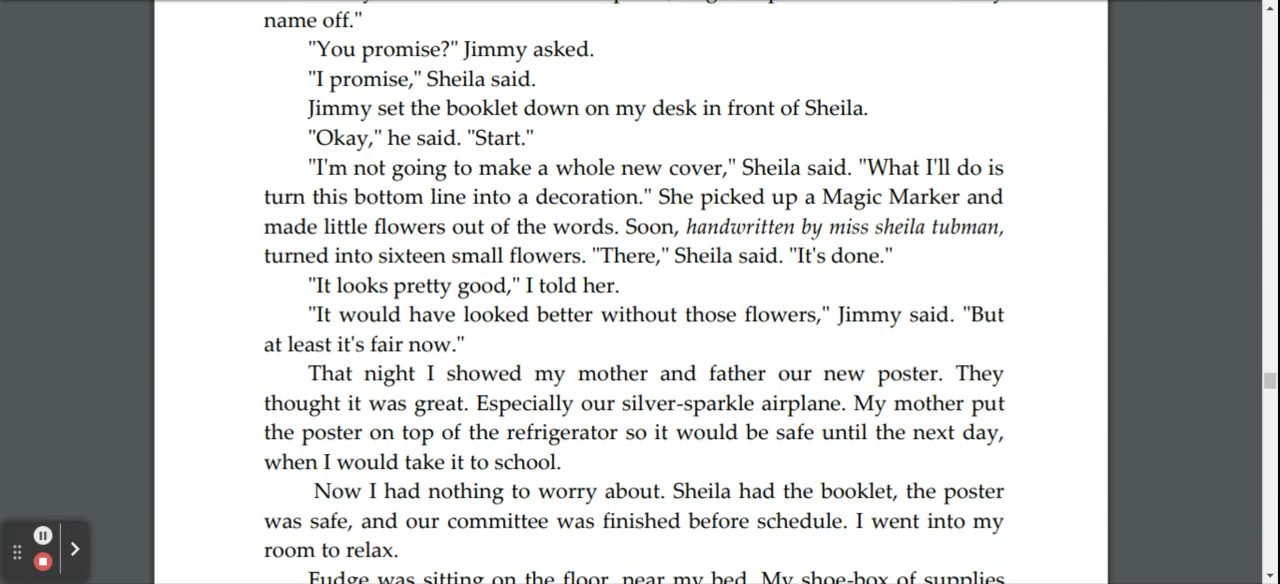 name off."
"You promise?" Jimmy asked.
"I promise," Sheila said.
Jimmy set the booklet down on my desk in front of Sheila.
"Okay," he said. "Start."
"I'm not going to make a whole new cover," Sheila said. "What I'll do is
turn this bottom line into a decoration." She picked up a Magic Marker and
made little flowers out of the words. Soon, handwritten by miss sheila tubman,
turned into sixteen small flowers. "There," Sheila said. "It's done."
"It looks pretty good," I told her.
"It would have looked better without those flowers," Jimmy said. "But
at least it's fair now."
That night I showed my mother and father our new poster. They
thought it was great. Especially our silver-sparkle airplane. My mother put
the poster on top of the refrigerator so it would be safe until the next day,
when I would take it to school.
Now I had nothing to worry about. Sheila had the booklet, the poster
was safe, and our committee was finished before schedule. I went into my
room to relax.
Fudge was sitting on the floor, near my bed. My shoe-box of supplies